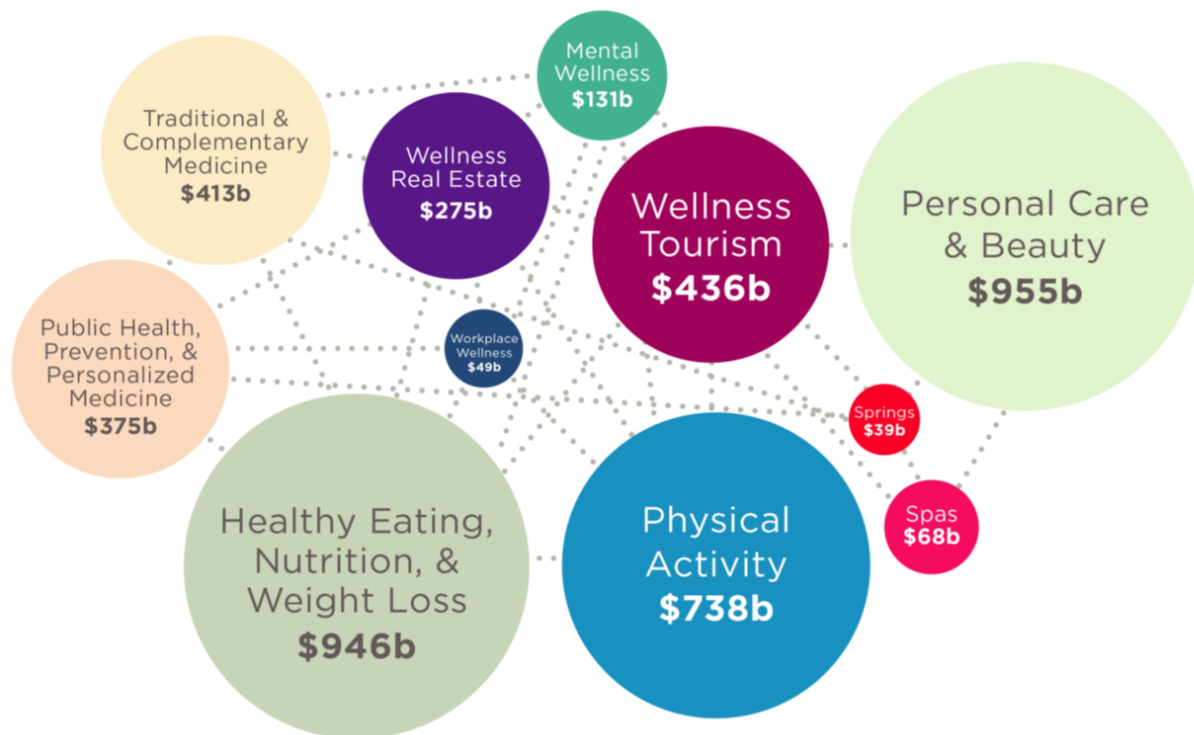 Mental
Wellness
$131b
Traditional &
Complementary
Medicine
$413b
Wellness
Real Estate
$275b
Wellness
Tourism
$436b
Personal Care
& Beauty
$955b
Public Health,
Prevention, &
Personalized
Medicine
$375b
Workplace
Wellness
$49b
Springs
$39b
Healthy Eating,
Nutrition, &
Weight Loss
$946b
Physical
Activity
$738b
Spas
$68b